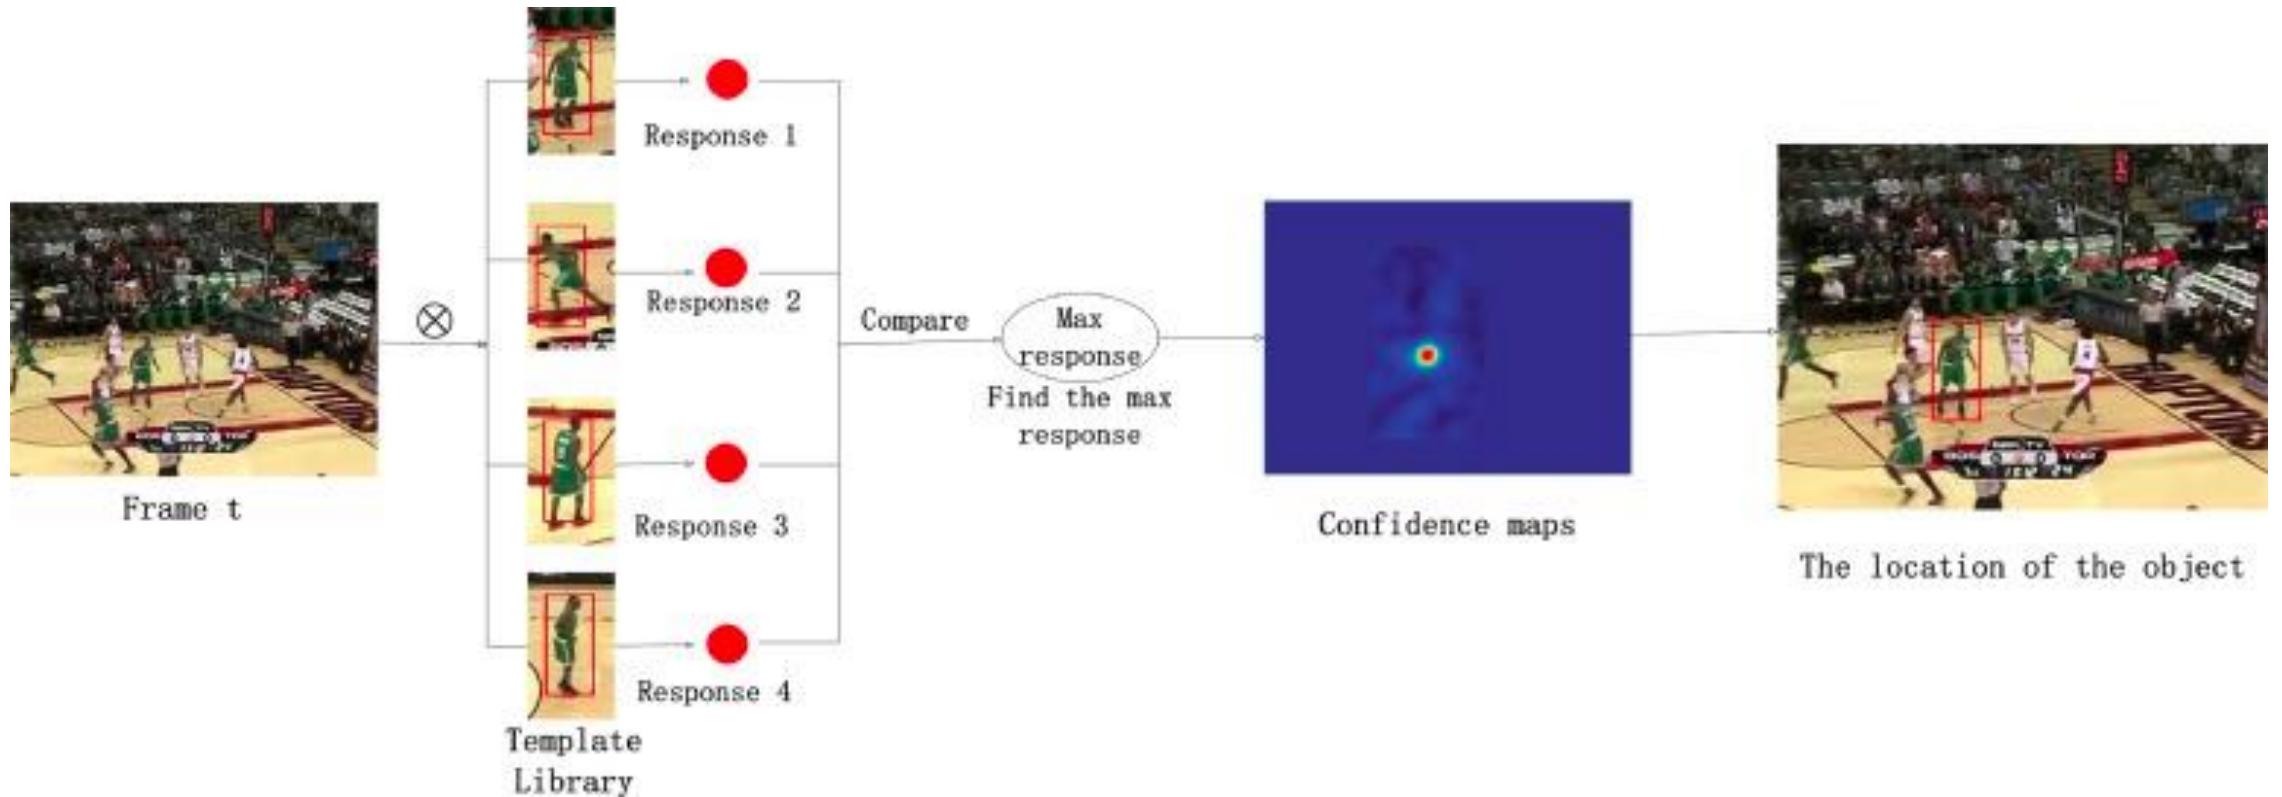 Response 1
Response 2
Response 3
Response 4
Frame t
Template
Library
Compare
Max
response
Find the max
response
Confidence maps
The location of the object